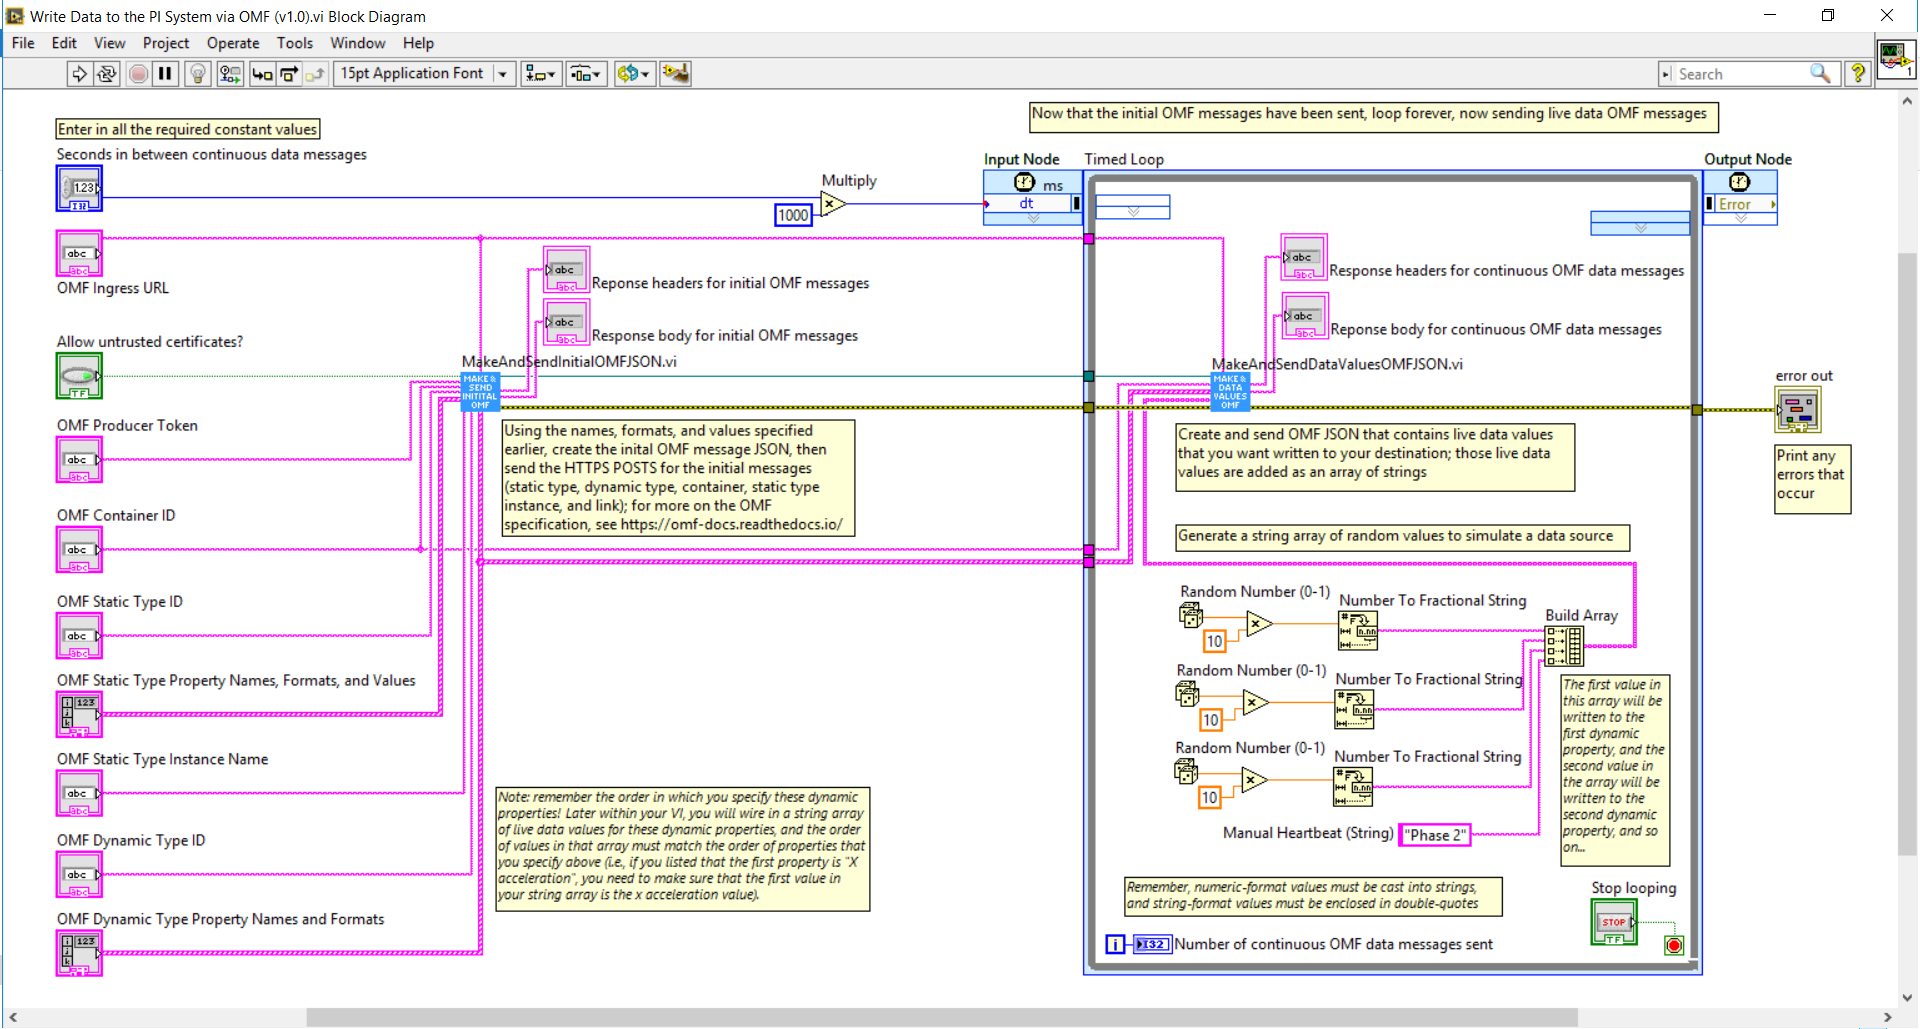 Write Data to the PI System via OMF (v1.0).vi Block Diagram
File Edit View Project Operate Tools Window Help
15pt Application Font
Search
1
Enter in all the required constant values
Seconds in between continuous data messages
1.23
I32
abc
abc
OMF Ingress URL
Allow untrusted certificates?
TF
OMF Producer Token
abc
abc
OMF Container ID
abc
abc
OMF Static Type ID
abc
abc
OMF Static Type Property Names, Formats, and Values
123
OMF Static Type Instance Name
abc
abc
OMF Dynamic Type ID
abc
abc
OMF Dynamic Type Property Names and Formats
123
Multiply
1000
abc
abc
Reponse headers for initial OMF messages
abc
abc
Response body for initial OMF messages
MakeAndSendInitialOMFJSON.vi
MAKE &
SEND
INITITAL
OMF
Using the names, formats, and values specified
earlier, create the inital OMF message JSON, then
send the HTTPS POSTS for the initial messages
(static type, dynamic type, container, static type
instance, and link); for more on the OMF
specification, see https://omf-docs.readthedocs.io/
Note: remember the order in which you specify these dynamic
properties! Later within your VI, you will wire in a string array
of live data values for these dynamic properties, and the order
of values in that array must match the order of properties that
you specify above (i.e., if you listed that the first property is "X
acceleration", you need to make sure that the first value in
your string array is the x acceleration value).
Now that the initial OMF messages have been sent, loop forever, now sending live data OMF messages
Input Node
Timed Loop
Output Node
ms
dt
Error
abc
abc
Response headers for continuous OMF data messages
abc
abc
Reponse body for continuous OMF data messages
MakeAndSendDataValuesOMFJSON.vi
MAKE &
DATA
VALUES
OMF
Create and send OMF JSON that contains live data values
that you want written to your destination; those live data
values are added as an array of strings
Generate a string array of random values to simulate a data source
Random Number (0-1)
10
Number To Fractional String
Build Array
Random Number (0-1)
10
Number To Fractional String
Random Number (0-1)
10
Number To Fractional String
Manual Heartbeat (String) "Phase 2"
The first value in
this array will be
written to the
first dynamic
property, and the
second value in
the array will be
written to the
second dynamic
property, and so
on...
Remember, numeric-format values must be cast into strings,
and string-format values must be enclosed in double-quotes
i
I32
Number of continuous OMF data messages sent
Stop looping
STOP
TF
error out
Print any
errors that
occur